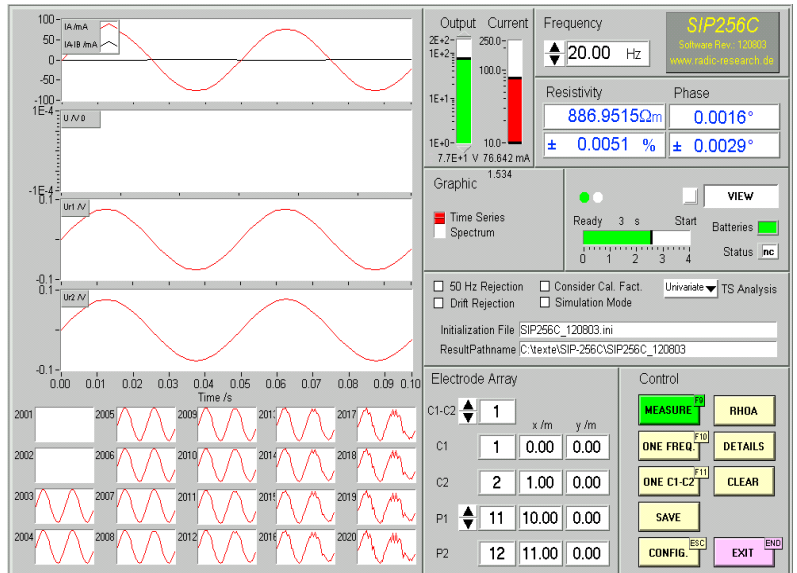 100
50
0
-50
-100
IA /mA
IA-IB /mA
1E-4
U /V 0
-1E-4
0.1
Ur1 /V
-0.1
0.1
Ur2 /V
-0.1
0.00 0.01 0.02 0.03 0.04 0.05 0.06 0.07 0.08 0.09 0.10
Time /s
2001 2005 2009 2013 2017
2002 2006 2010 2014 2018
2003 2007 2011 2015 2019
2004 2008 2012 2016 2020
Output Current
2E+2 250.0
1E+2 100.0
1E+1
1E+0 10.0
7.7E+1 V 76.642 mA
1.534
Frequency
20.00 Hz
SIP256C
Software Rev.: 120803
www.radic-research.de
Resistivity Phase
886.9515Ωm 0.0016°
± 0.0051 % ± 0.0029°
Graphic
Time Series
Spectrum
VIEW
Ready 3 s Start
0 1 2 3 4
Batteries
Status nc
50 Hz Rejection
Consider Cal. Fact.
Univariate TS Analysis
Drift Rejection
Simulation Mode
Initialization File SIP256C_120803.ini
ResultPathname C:\texte\SIP-256C\SIP256C_120803
Electrode Array
C1-C2 1
x /m y /m
C1 1 0.00 0.00
C2 2 1.00 0.00
P1 11 10.00 0.00
P2 12 11.00 0.00
Control
MEASURE F9 RHOA
ONE FREQ. F10 DETAILS
ONE C1-C2 F11 CLEAR
SAVE
CONFIG. ESC EXIT END